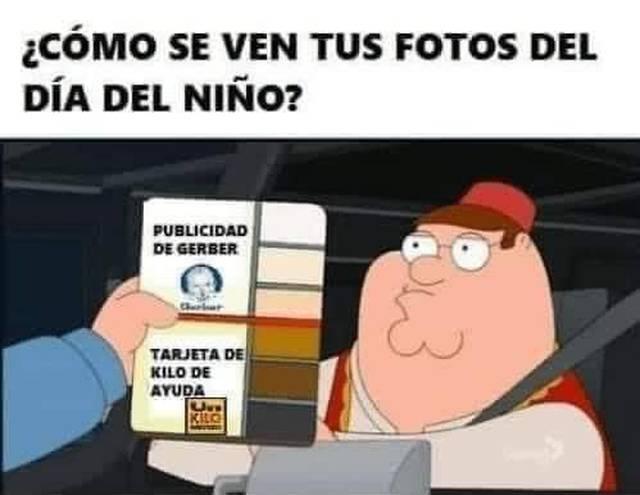 ¿CÓMO SE VEN TUS FOTOS DEL
DÍA DEL NIÑO?
PUBLICIDAD
DE GERBER
Gerber
TARJETA DE
KILO DE
AYUDA
Un
KILO